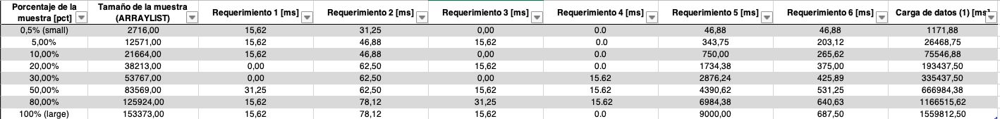 Porcentaje de la muestra [pct] Tamaño de la muestra (ARRAYLIST) Requerimiento 1 [ms] Requerimiento 2 [ms] Requerimiento 3 [ms] Requerimiento 4 [ms] Requerimiento 5 [ms] Requerimiento 6 [ms] Carga de datos (1) [ms]
0,5% (small) 2716,00 15,62 31,25 0,00 0.0 46,88 46,88 1171,88
5,00% 12571,00 15,62 46,88 15,62 0.0 343,75 203,12 26468,75
10,00% 21664,00 15,62 46,88 0,00 0.0 750,00 265,62 75546,88
20,00% 38213,00 0,00 62,50 15,62 0.0 1734,38 375,00 193437,50
30,00% 53767,00 0,00 62,50 0,00 15.62 2876,24 425,89 335437,50
50,00% 83569,00 31,25 62,50 15,62 15.62 4390,62 531,25 666984,38
80,00% 125924,00 15,62 78,12 31,25 15.62 6984,38 640,63 1166515,62
100% (large) 153373,00 15,62 78,12 15,62 0.0 9000,00 687,50 1559812,50